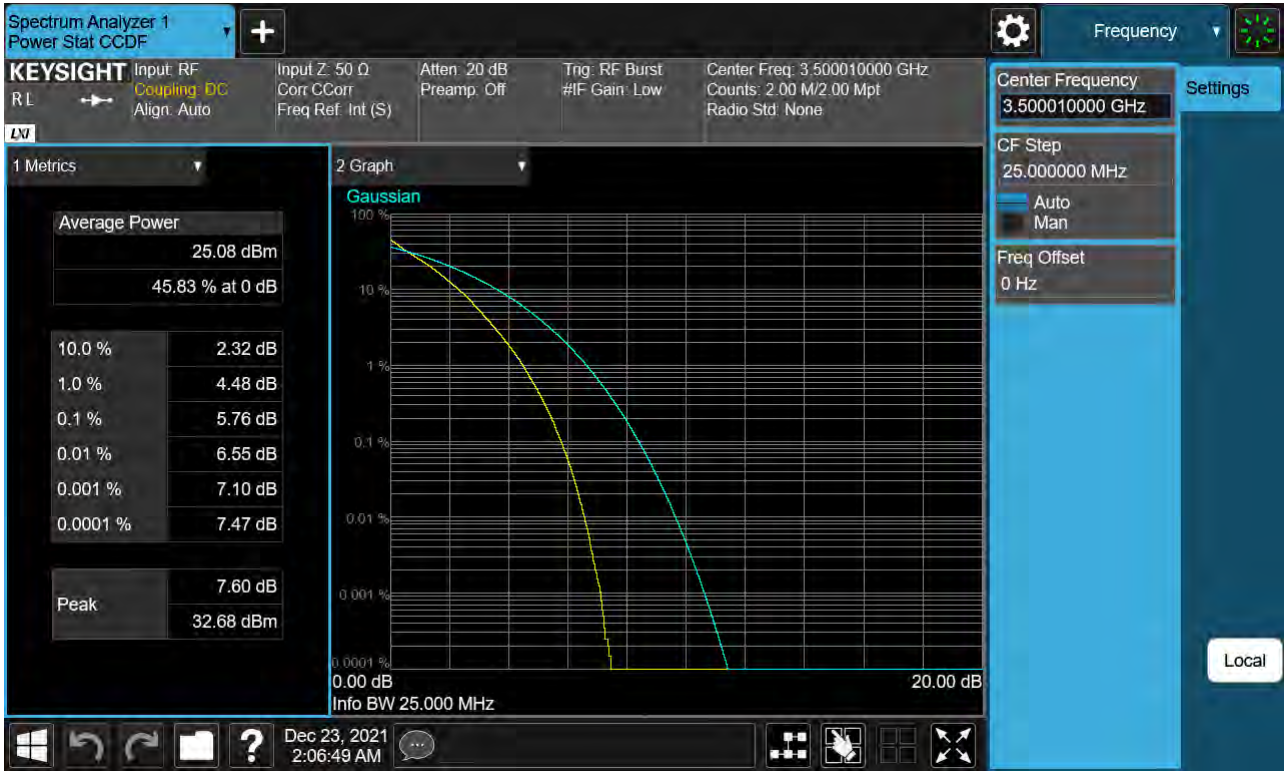 Spectrum Analyzer 1
Power Stat CCDF
+
Frequency
KEYSIGHT
R L
LXI
Input: RF
Coupling: DC
Align: Auto
Input Z: 50 Ω
Corr CCorr
Freq Ref: Int (S)
Atten: 20 dB
Preamp: Off
Trig: RF Burst
#IF Gain: Low
Center Freq: 3.500010000 GHz
Counts: 2.00 M/2.00 Mpt
Radio Std: None
1 Metrics
Average Power
25.08 dBm
45.83 % at 0 dB
10.0 % 2.32 dB
1.0 % 4.48 dB
0.1 % 5.76 dB
0.01 % 6.55 dB
0.001 % 7.10 dB
0.0001 % 7.47 dB
Peak
7.60 dB
32.68 dBm
2 Graph
Gaussian
100 %
10 %
1 %
0.1 %
0.01 %
0.001 %
0.0001 %
0.00 dB 20.00 dB
Info BW 25.000 MHz
Center Frequency
3.500010000 GHz
CF Step
25.000000 MHz
Auto
Man
Freq Offset
0 Hz
Settings
Local
?
Dec 23, 2021
2:06:49 AM